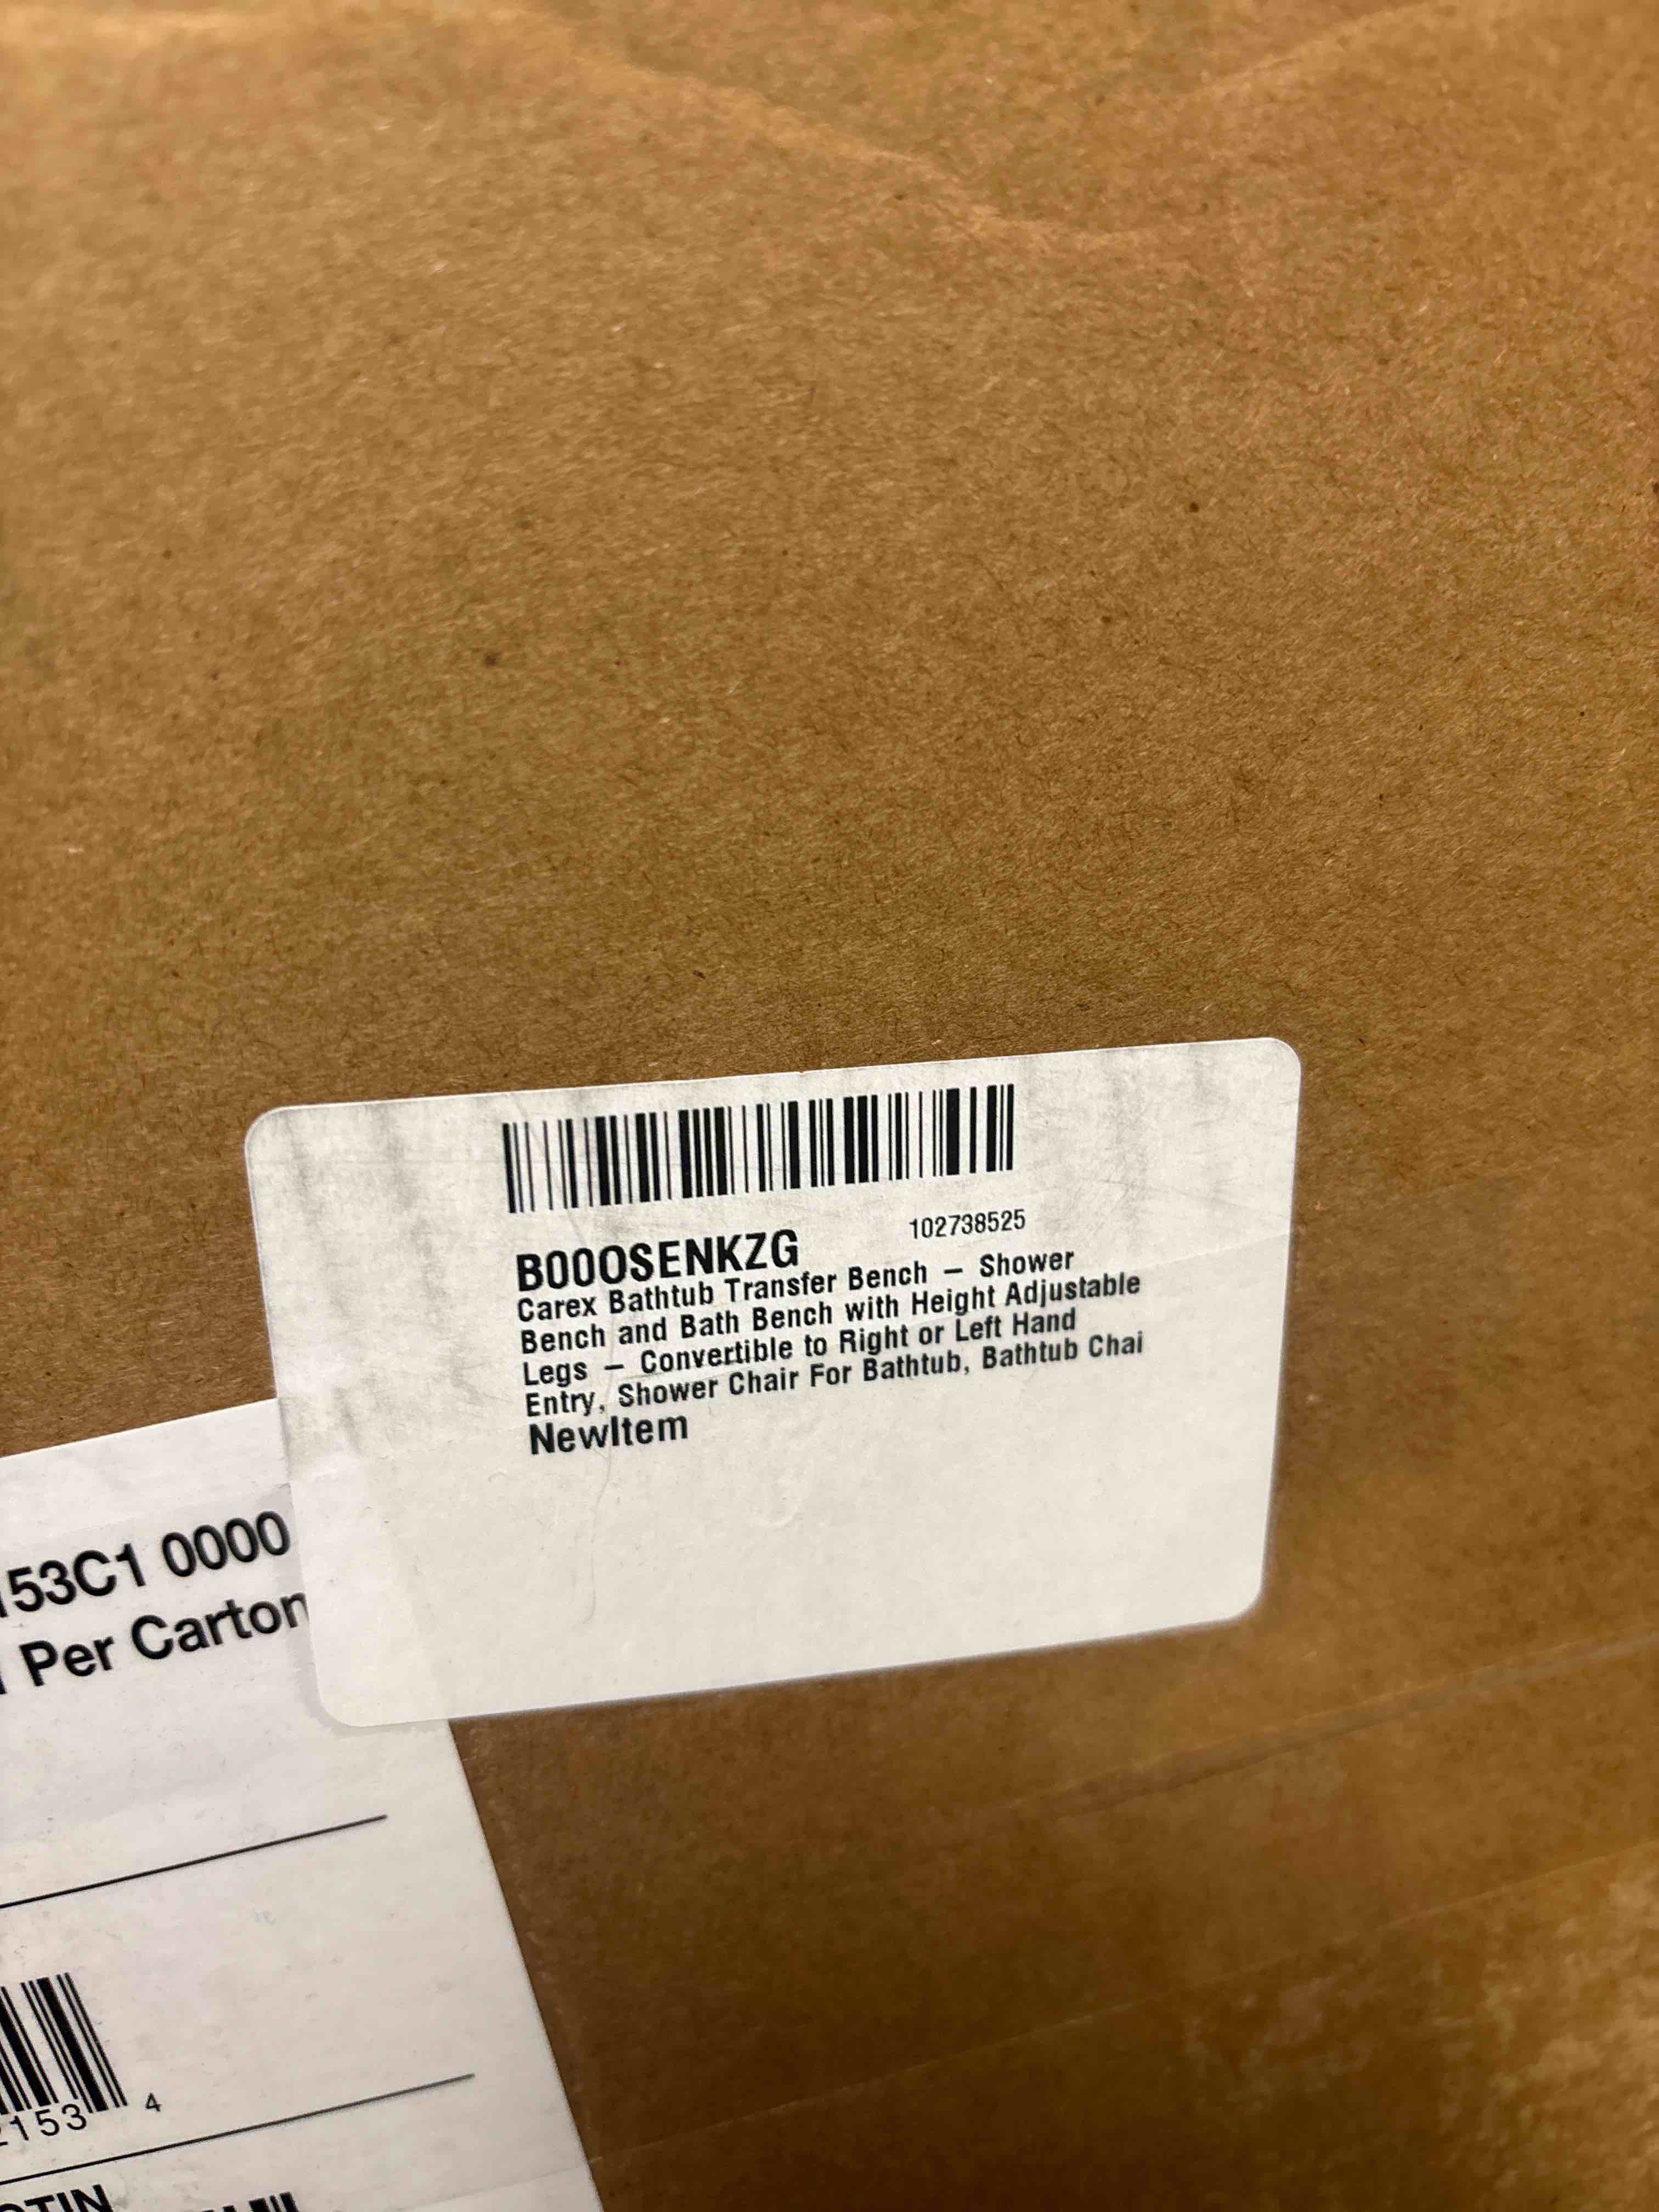 102738525
B000SENKZG
Carex Bathtub Transfer Bench – Shower
Bench and Bath Bench with Height Adjustable
Legs – Convertible to Right or Left Hand
Entry, Shower Chair For Bathtub, Bathtub Chai
NewItem
53C1 0000
Per Carton
153 4
TIN